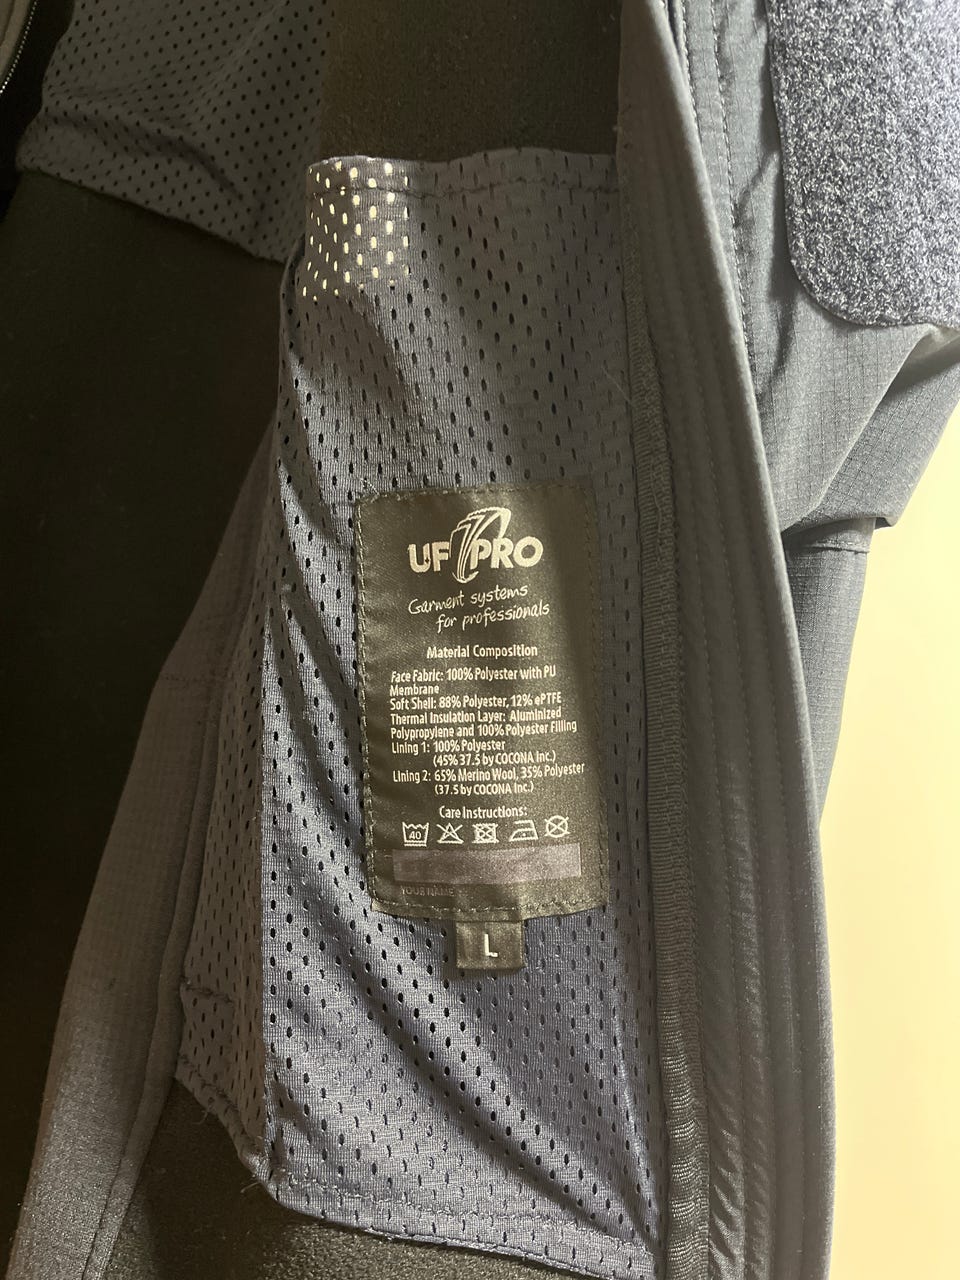 UF PRO
Garment systems
for professionals
Material Composition
Face Fabric: 100% Polyester with PU
Membrane
Soft Shell: 88% Polyester, 12% ePTFE
Thermal Insulation Layer: Aluminized
Polypropylene and 100% Polyester Filling
Lining 1: 100% Polyester
(45% 37.5 by COCONA Inc.)
Lining 2: 65% Merino Wool, 35% Polyester
(37.5 by COCONA Inc.)
Care Instructions:
40
YOUR NAME
L